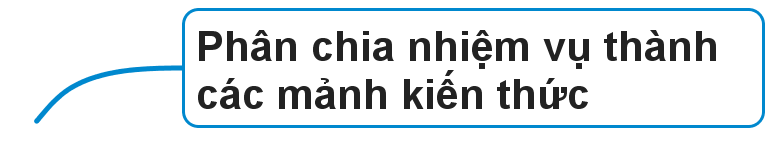 Phân chia nhiệm vụ thành
các mảnh kiến thức